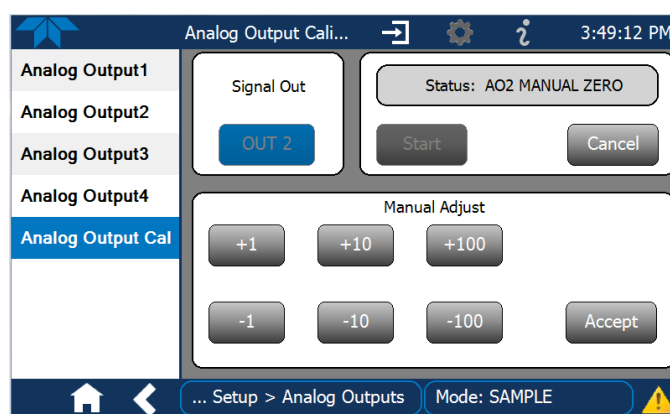 Analog Output Cali...
3:49:12 PM
Analog Output1
Analog Output2
Analog Output3
Analog Output4
Analog Output Cal
Signal Out
OUT 2
Status: AO2 MANUAL ZERO
Start
Cancel
Manual Adjust
+1
+10
+100
-1
-10
-100
Accept
... Setup > Analog Outputs
Mode: SAMPLE